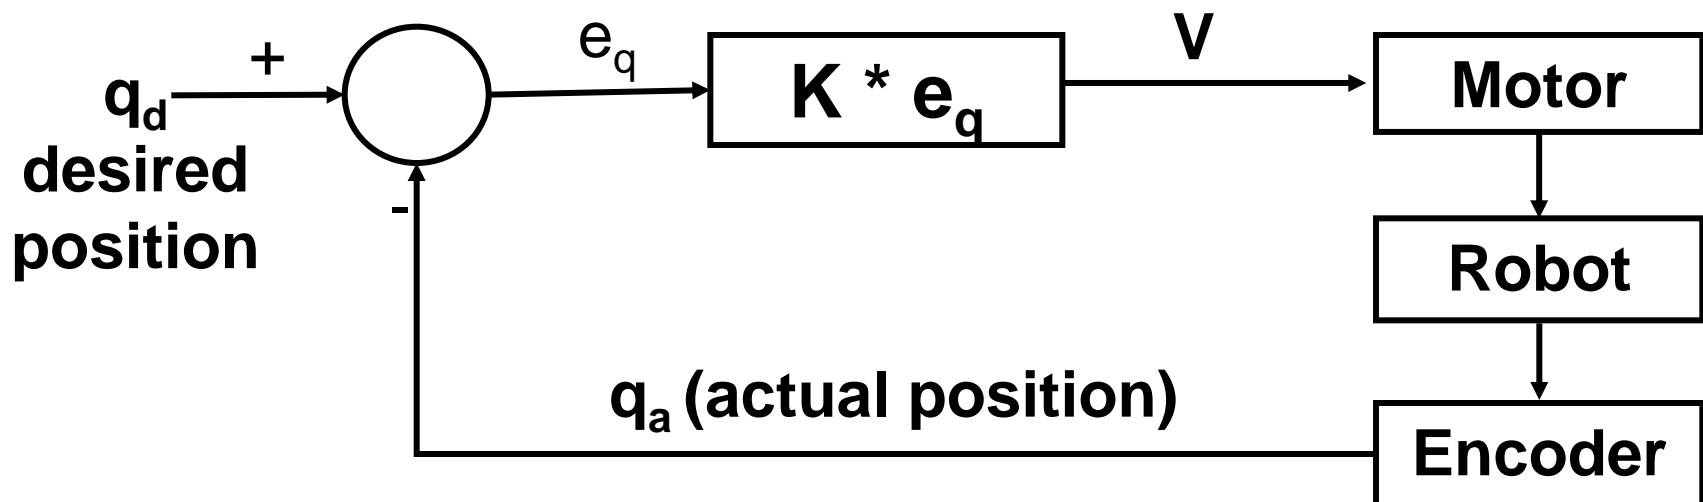 +
e_q
V
q_d
desired
position
K * e_q
Motor
-
Robot
q_a (actual position)
Encoder